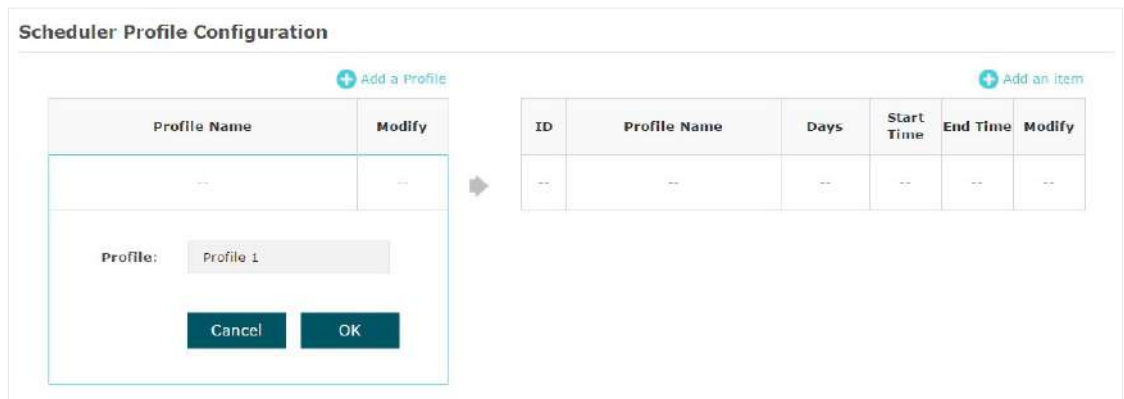 Scheduler Profile Configuration
Add a Profile
Profile Name Modify
-- --
Profile: Profile 1
Cancel OK
Add an item
ID Profile Name Days Start Time End Time Modify
-- -- -- -- -- --